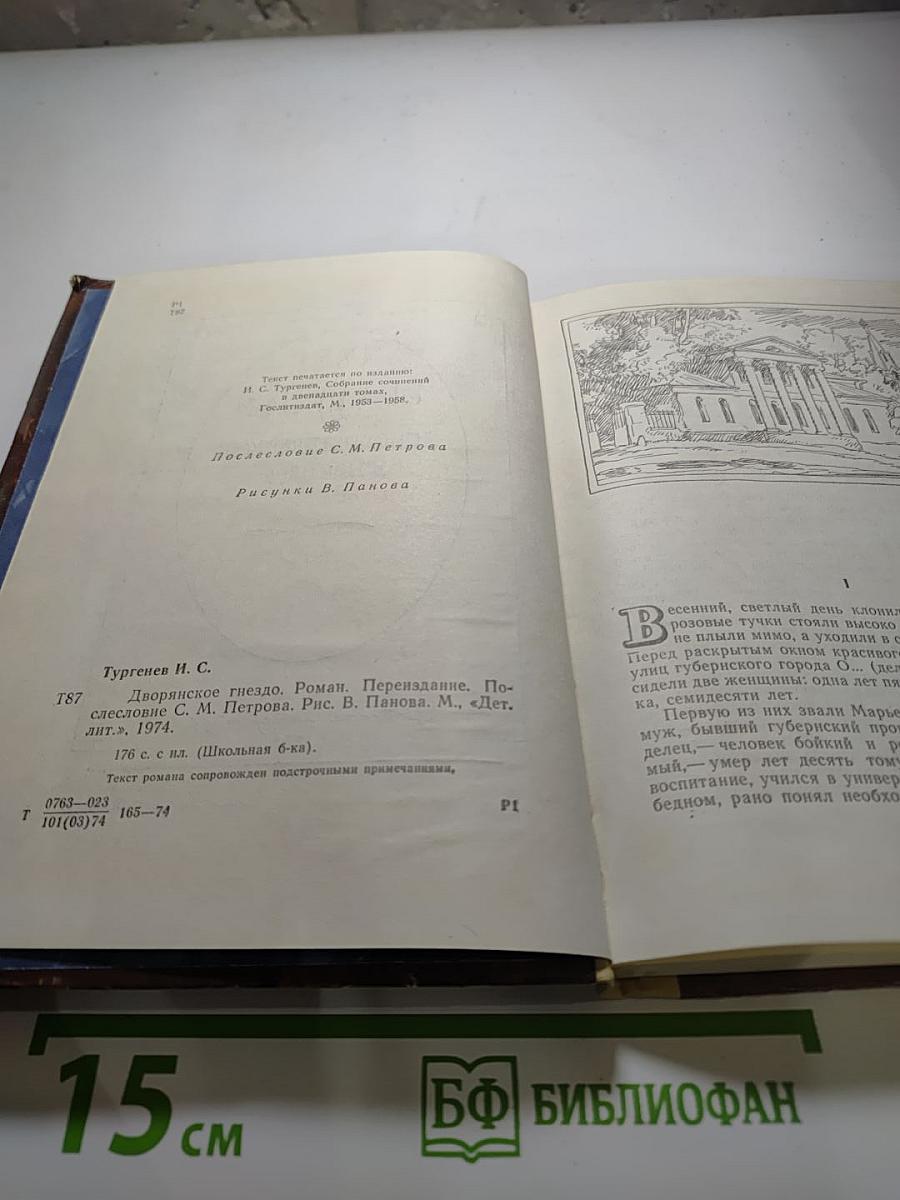 Р1
Т87
Текст печатается по изданию:
И. С. Тургенев, Собрание сочинений
в двенадцати томах,
Гослитиздат, М., 1953—1958.
Послесловие С. М. Петрова
Рисунки В. Панова
Тургенев И. С.
Т87 Дворянское гнездо. Роман. Переиздание. По-
слесловие С. М. Петрова. Рис. В. Панова. М., «Дет.
лит.», 1974.
176 с. с ил. (Школьная б-ка).
Текст романа сопровожден подстрочными примечаниями.
Т 0763—023
101(03)74 165—74 Р1
I
Весенний, светлый день клонил
розовые тучки стояли высоко
не плыли мимо, а уходили в с
Перед раскрытым окном красивог
улиц губернского города О... (дел
сидели две женщины: одна лет пя
ка, семидесяти лет.
Первую из них звали Марье
муж, бывший губернский про
делец,— человек бойкий и р
мый,— умер лет десять тому
воспитание, учился в универ
бедном, рано понял необхо
15 см
БФ БИБЛИОФАН